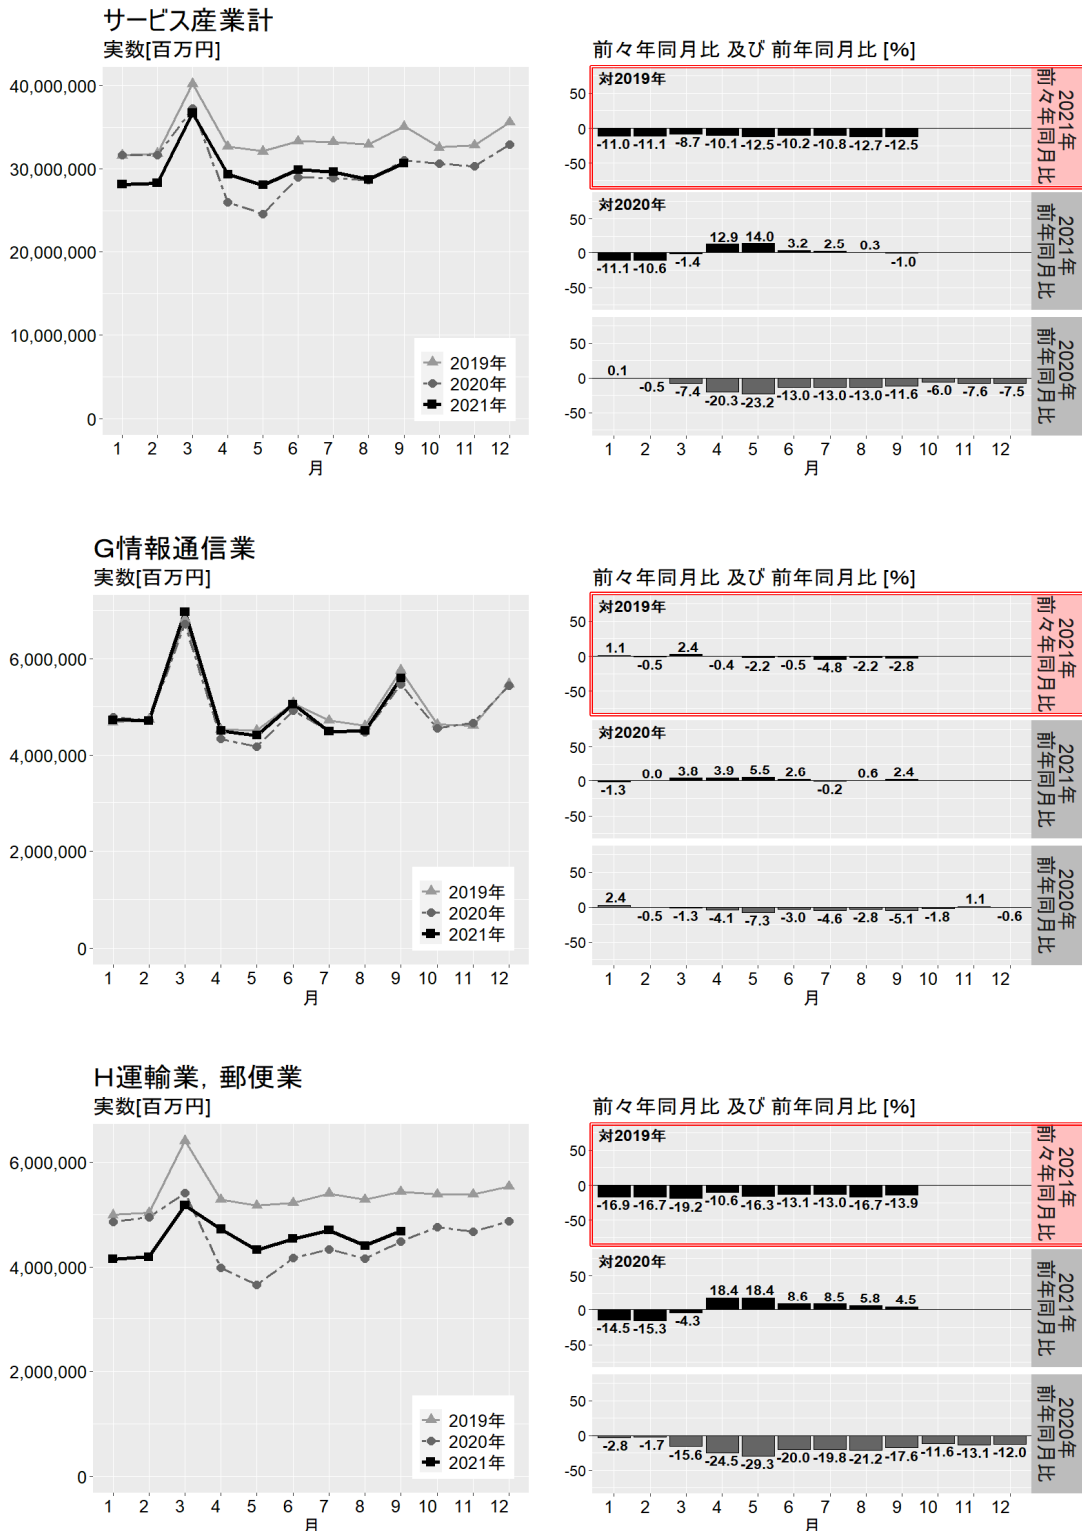 サービス産業計
実数[百万円]
40,000,000
30,000,000
20,000,000
10,000,000
0
2019年
2020年
2021年
1 2 3 4 5 6 7 8 9 10 11 12
月
前々年同月比 及び 前年同月比 [%]
対2019年
50
0
-50
-11.0 -11.1 -8.7 -10.1 -12.5 -10.2 -10.8 -12.7 -12.5
2021年
前々年同月比
対2020年
50
0
-50
-11.1 -10.6 -1.4 12.9 14.0 3.2 2.5 0.3 -1.0
2021年
前年同月比
50
0
-50
0.1 -0.5 -7.4 -20.3 -23.2 -13.0 -13.0 -13.0 -11.6 -6.0 -7.6 -7.5
2020年
前年同月比
1 2 3 4 5 6 7 8 9 10 11 12
月
G情報通信業
実数[百万円]
6,000,000
4,000,000
2,000,000
0
2019年
2020年
2021年
1 2 3 4 5 6 7 8 9 10 11 12
月
前々年同月比 及び 前年同月比 [%]
対2019年
50
0
-50
1.1 -0.5 2.4 -0.4 -2.2 -0.5 -4.8 -2.2 -2.8
2021年
前々年同月比
対2020年
50
0
-50
-1.3 0.0 3.8 3.9 5.5 2.6 -0.2 0.6 2.4
2021年
前年同月比
50
0
-50
2.4 -0.5 -1.3 -4.1 -7.3 -3.0 -4.6 -2.8 -5.1 -1.8 1.1 -0.6
2020年
前年同月比
1 2 3 4 5 6 7 8 9 10 11 12
月
H運輸業，郵便業
実数[百万円]
6,000,000
4,000,000
2,000,000
0
2019年
2020年
2021年
1 2 3 4 5 6 7 8 9 10 11 12
月
前々年同月比 及び 前年同月比 [%]
対2019年
50
0
-50
-16.9 -16.7 -19.2 -10.6 -16.3 -13.1 -13.0 -16.7 -13.9
2021年
前々年同月比
対2020年
50
0
-50
-14.5 -15.3 -4.3 18.4 18.4 8.6 8.5 5.8 4.5
2021年
前年同月比
50
0
-50
-2.8 -1.7 -15.6 -24.5 -29.3 -20.0 -19.8 -21.2 -17.6 -11.6 -13.1 -12.0
2020年
前年同月比
1 2 3 4 5 6 7 8 9 10 11 12
月